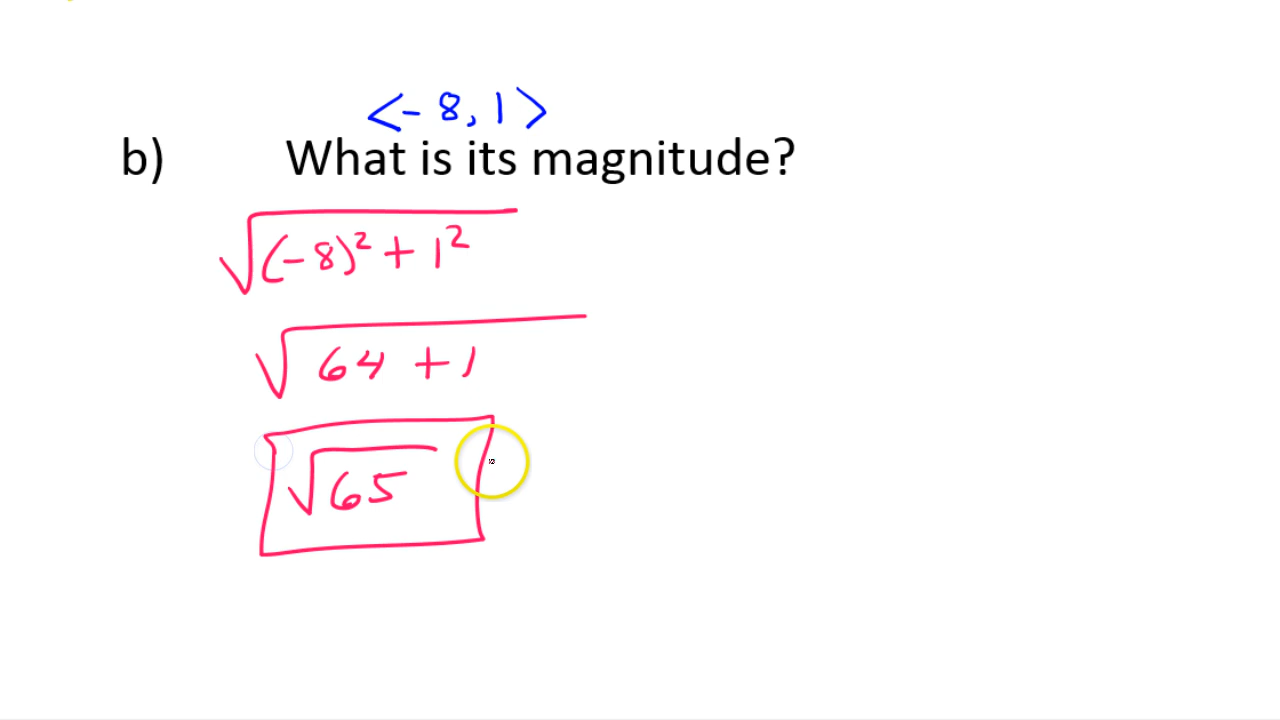 <-8, 1>
b) What is its magnitude?
√(-8)² + 1²
√64 + 1
√65